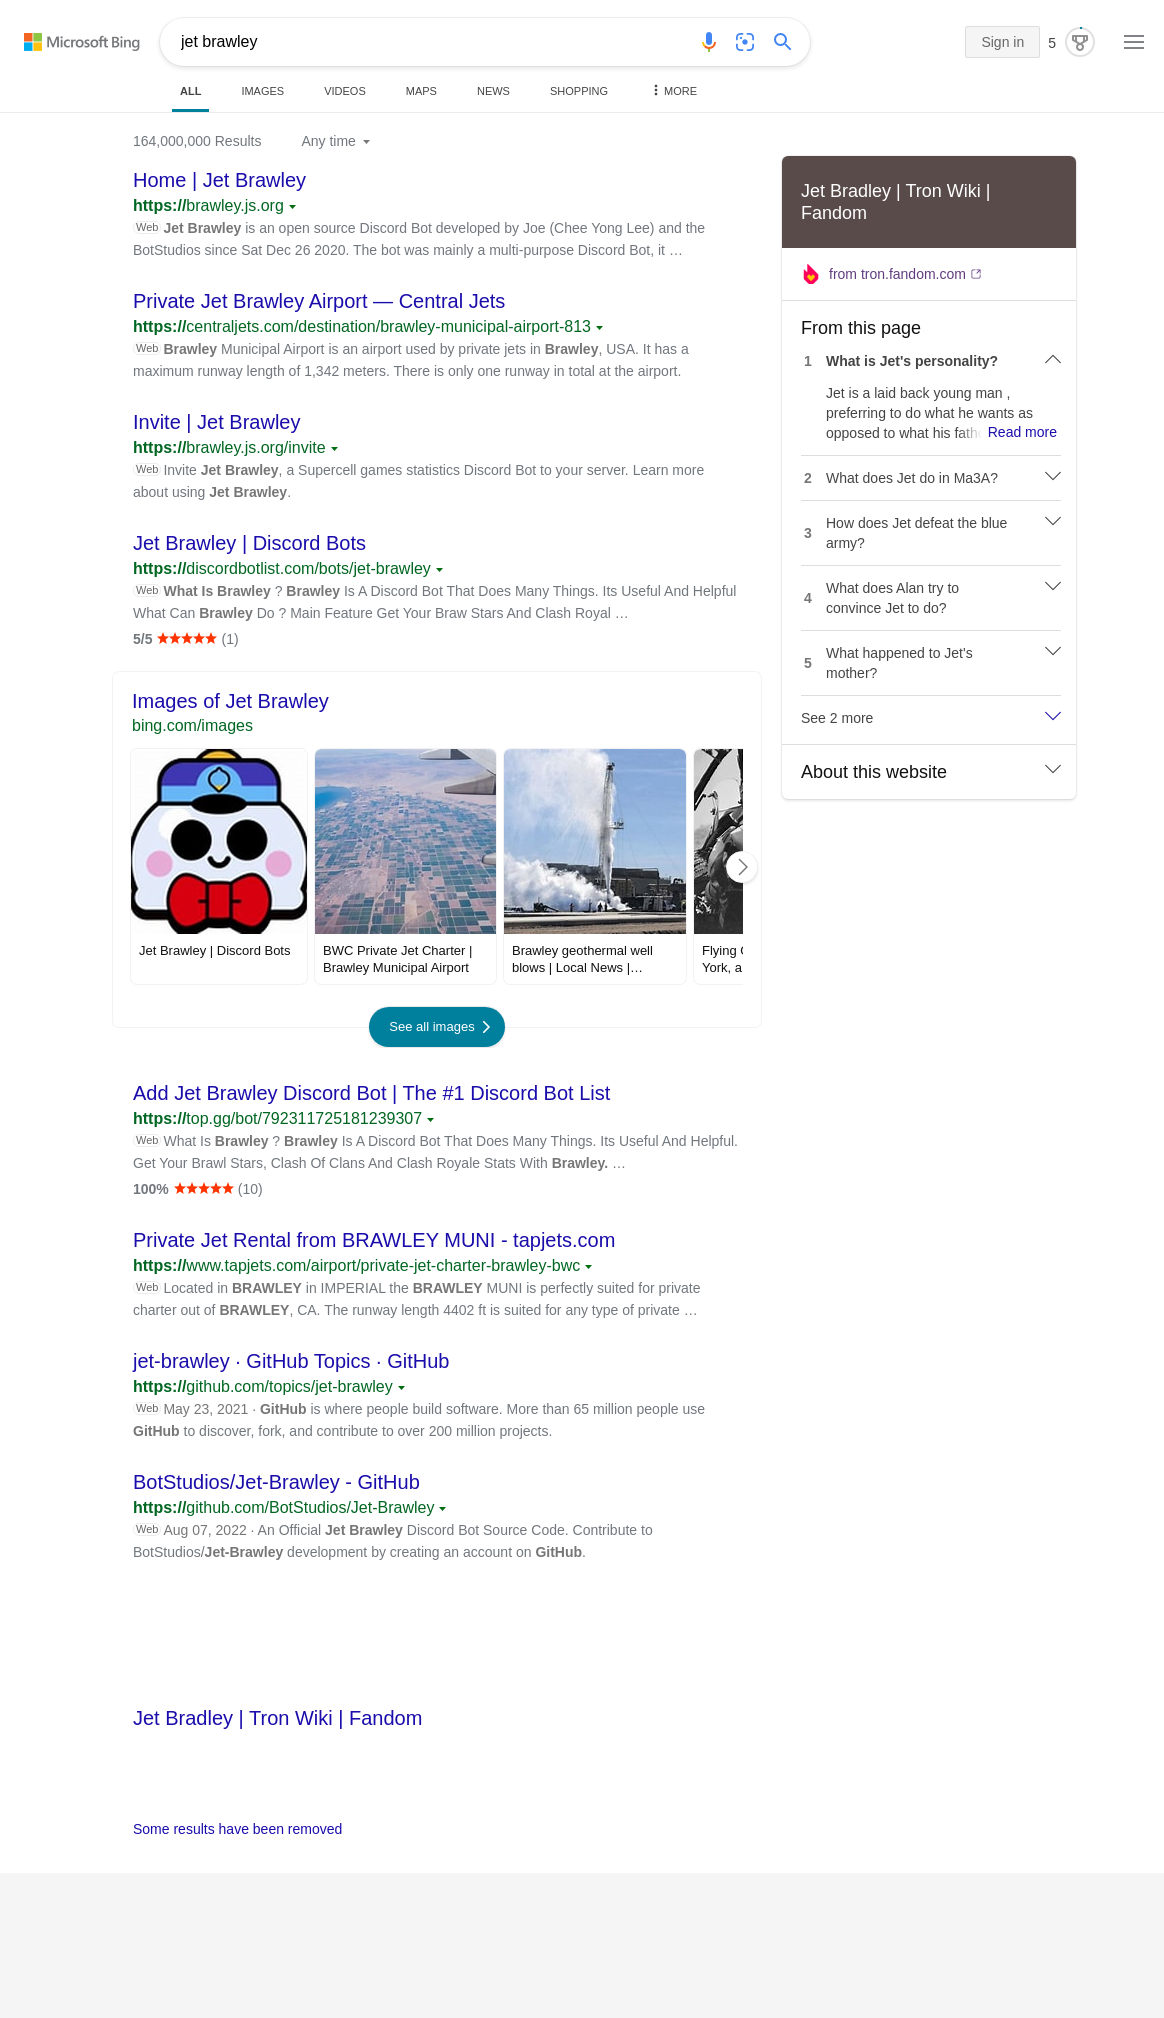 Microsoft Bing
jet brawley
Sign in
5
ALL
IMAGES
VIDEOS
MAPS
NEWS
SHOPPING
MORE
164,000,000 Results
Any time
Home | Jet Brawley
https://brawley.js.org
Web Jet Brawley is an open source Discord Bot developed by Joe (Chee Yong Lee) and the
BotStudios since Sat Dec 26 2020. The bot was mainly a multi-purpose Discord Bot, it …
Private Jet Brawley Airport — Central Jets
https://centraljets.com/destination/brawley-municipal-airport-813
Web Brawley Municipal Airport is an airport used by private jets in Brawley, USA. It has a
maximum runway length of 1,342 meters. There is only one runway in total at the airport.
Invite | Jet Brawley
https://brawley.js.org/invite
Web Invite Jet Brawley, a Supercell games statistics Discord Bot to your server. Learn more
about using Jet Brawley.
Jet Brawley | Discord Bots
https://discordbotlist.com/bots/jet-brawley
Web What Is Brawley ? Brawley Is A Discord Bot That Does Many Things. Its Useful And Helpful
What Can Brawley Do ? Main Feature Get Your Braw Stars And Clash Royal …
5/5 (1)
Images of Jet Brawley
bing.com/images
Jet Brawley | Discord Bots
BWC Private Jet Charter |
Brawley Municipal Airport
Brawley geothermal well
blows | Local News |…
Flying
York, a
See all images
Add Jet Brawley Discord Bot | The #1 Discord Bot List
https://top.gg/bot/792311725181239307
Web What Is Brawley ? Brawley Is A Discord Bot That Does Many Things. Its Useful And Helpful.
Get Your Brawl Stars, Clash Of Clans And Clash Royale Stats With Brawley. …
100% (10)
Private Jet Rental from BRAWLEY MUNI - tapjets.com
https://www.tapjets.com/airport/private-jet-charter-brawley-bwc
Web Located in BRAWLEY in IMPERIAL the BRAWLEY MUNI is perfectly suited for private
charter out of BRAWLEY, CA. The runway length 4402 ft is suited for any type of private …
jet-brawley · GitHub Topics · GitHub
https://github.com/topics/jet-brawley
Web May 23, 2021 · GitHub is where people build software. More than 65 million people use
GitHub to discover, fork, and contribute to over 200 million projects.
BotStudios/Jet-Brawley - GitHub
https://github.com/BotStudios/Jet-Brawley
Web Aug 07, 2022 · An Official Jet Brawley Discord Bot Source Code. Contribute to
BotStudios/Jet-Brawley development by creating an account on GitHub.
Jet Bradley | Tron Wiki | Fandom
Some results have been removed
Jet Bradley | Tron Wiki |
Fandom
from tron.fandom.com
From this page
1 What is Jet's personality?
Jet is a laid back young man ,
preferring to do what he wants as
opposed to what his Read more
2 What does Jet do in Ma3A?
3 How does Jet defeat the blue
army?
4 What does Alan try to
convince Jet to do?
5 What happened to Jet's
mother?
See 2 more
About this website